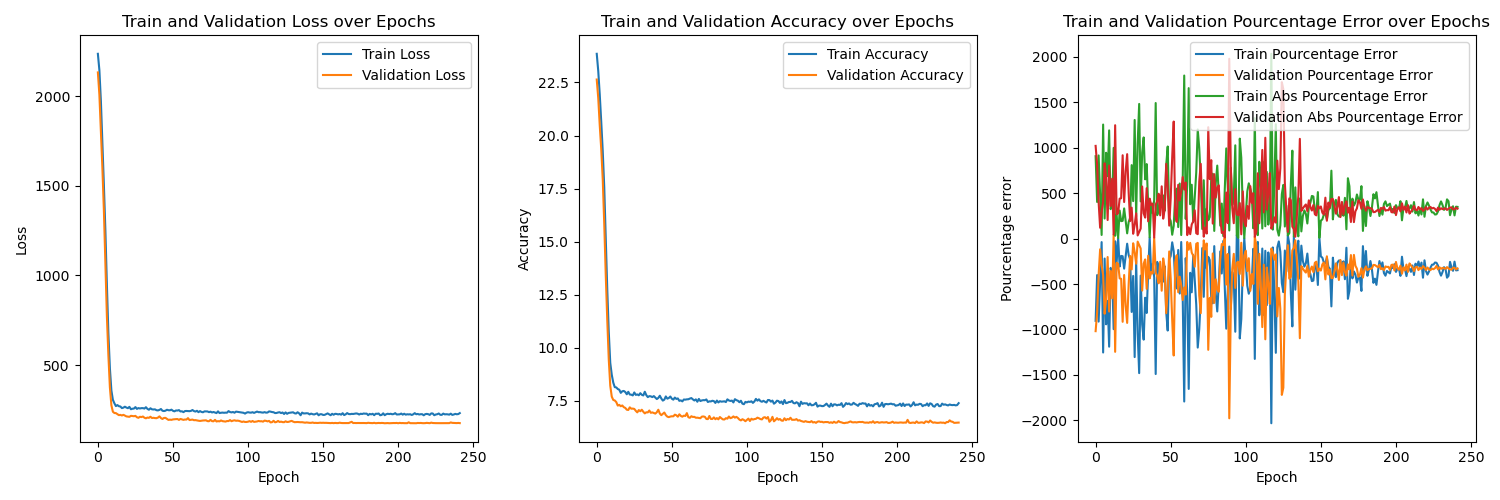 Train and Validation Loss over Epochs
Train Loss
Validation Loss
2000
1500
1000
500
Loss
0
50
100
150
200
250
Epoch
Train and Validation Accuracy over Epochs
Train Accuracy
Validation Accuracy
22.5
20.0
17.5
15.0
12.5
10.0
7.5
Accuracy
0
50
100
150
200
250
Epoch
Train and Validation Pourcentage Error over Epochs
Train Pourcentage Error
Validation Pourcentage Error
Train Abs Pourcentage Error
Validation Abs Pourcentage Error
2000
1500
1000
500
0
−500
−1000
−1500
−2000
Pourcentage error
0
50
100
150
200
250
Epoch